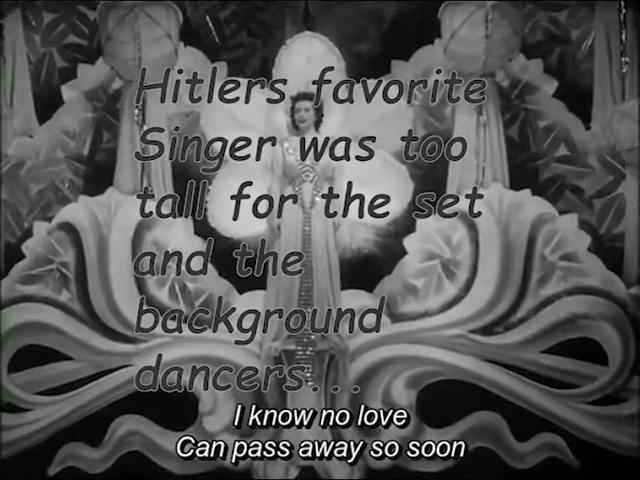 Hitlers favorite
Singer was too
tall for the set
and the
background
dancers...
I know no love
Can pass away so soon